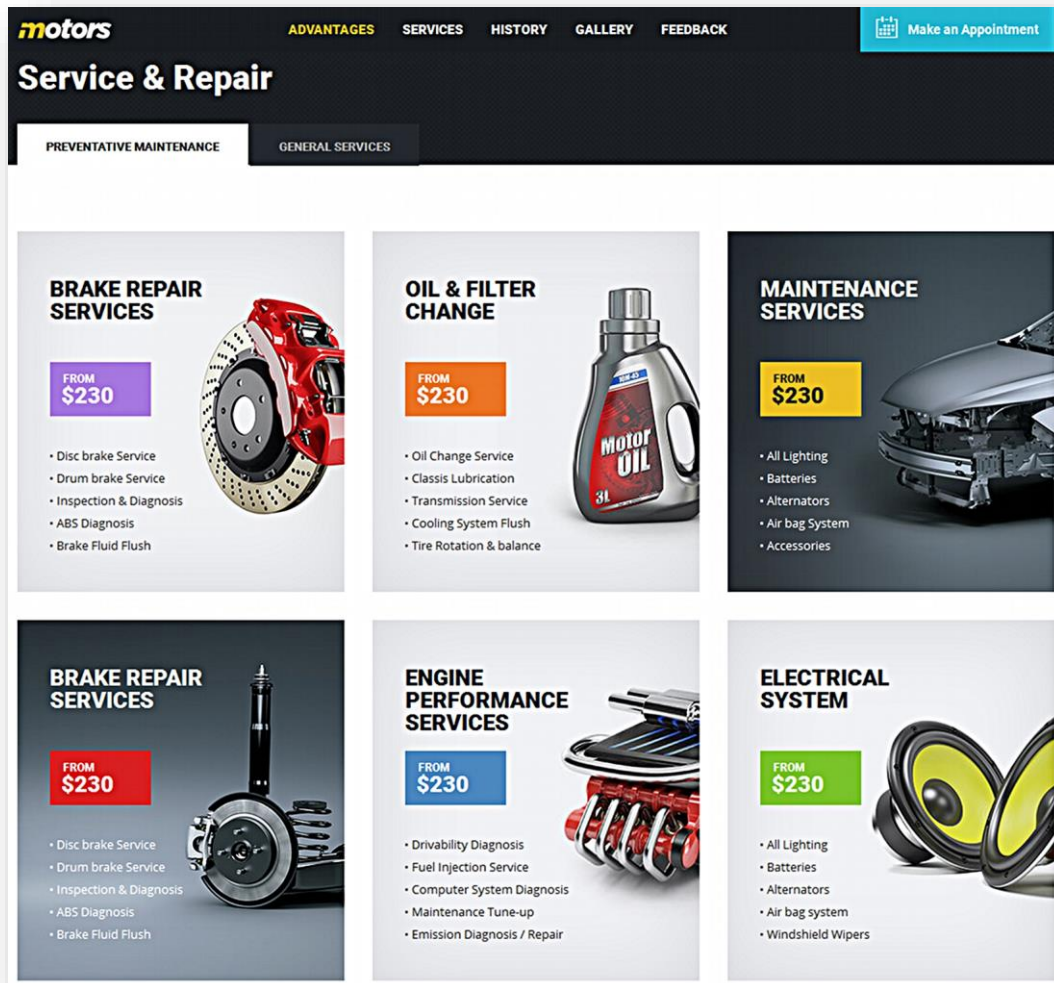 motors
ADVANTAGES SERVICES HISTORY GALLERY FEEDBACK
Make an Appointment
Service & Repair
PREVENTATIVE MAINTENANCE
GENERAL SERVICES
BRAKE REPAIR
SERVICES
FROM
$230
• Disc brake Service
• Drum brake Service
• Inspection & Diagnosis
• ABS Diagnosis
• Brake Fluid Flush
OIL & FILTER
CHANGE
FROM
$230
• Oil Change Service
• Classis Lubrication
• Transmission Service
• Cooling System Flush
• Tire Rotation & balance
10W-45
Motor
OIL
3L
MAINTENANCE
SERVICES
FROM
$230
• All Lighting
• Batteries
• Alternators
• Air bag System
• Accessories
BRAKE REPAIR
SERVICES
FROM
$230
• Disc brake Service
• Drum brake Service
• Inspection & Diagnosis
• ABS Diagnosis
• Brake Fluid Flush
ENGINE
PERFORMANCE
SERVICES
FROM
$230
• Drivability Diagnosis
• Fuel Injection Service
• Computer System Diagnosis
• Maintenance Tune-up
• Emission Diagnosis / Repair
ELECTRICAL
SYSTEM
FROM
$230
• All Lighting
• Batteries
• Alternators
• Air bag system
• Windshield Wipers